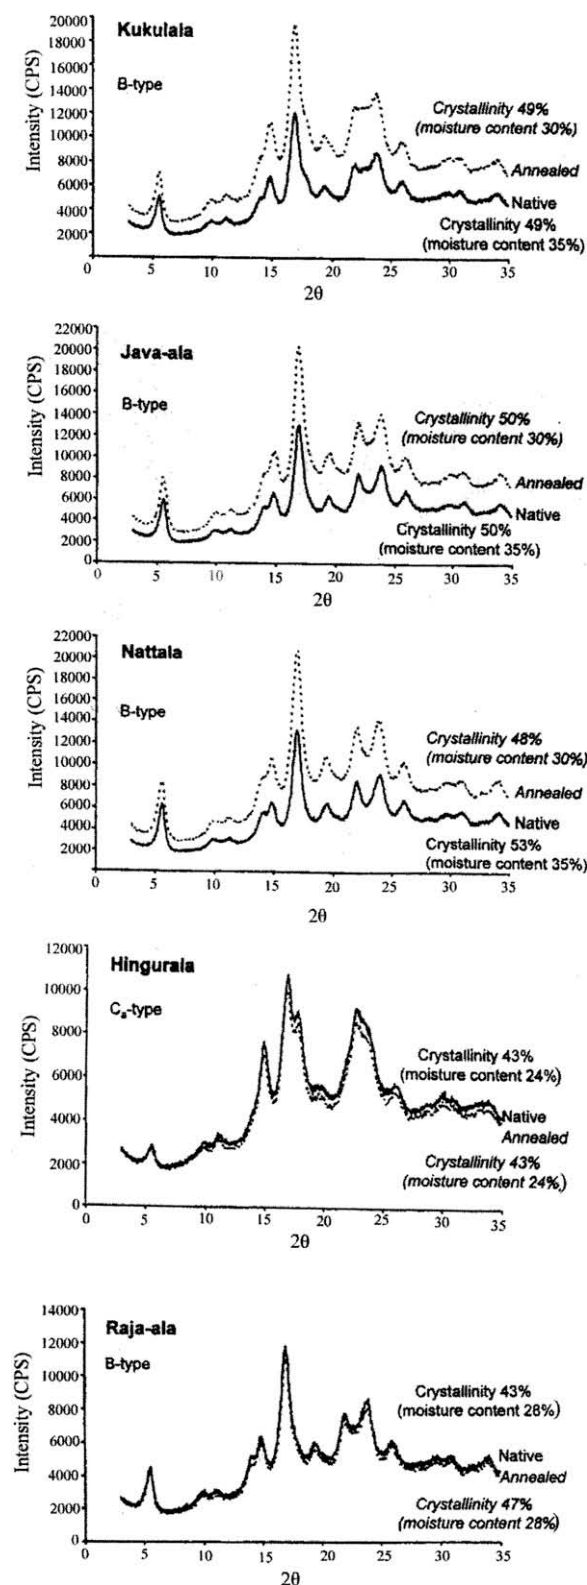 Kukulala
B-type
Intensity (CPS)
20000
18000
16000
14000
12000
10000
8000
6000
4000
2000
0
5
10
15
20
25
30
35
2θ
Crystallinity 49%
(moisture content 30%)
Annealed
Native
Crystallinity 49%
(moisture content 35%)
Java-ala
B-type
Intensity (CPS)
22000
20000
18000
16000
14000
12000
10000
8000
6000
4000
2000
0
0
5
10
15
20
25
30
35
2θ
Crystallinity 50%
(moisture content 30%)
Annealed
Native
Crystallinity 50%
(moisture content 35%)
Nattala
B-type
Intensity (CPS)
22000
20000
18000
16000
14000
12000
10000
8000
6000
4000
2000
0
0
5
10
15
20
25
30
35
2θ
Crystallinity 48%
(moisture content 30%)
Annealed
Native
Crystallinity 53%
(moisture content 35%)
Hingurala
Cₐ-type
Intensity (CPS)
12000
10000
8000
6000
4000
2000
0
0
5
10
15
20
25
30
35
2θ
Crystallinity 43%
(moisture content 24%)
Native
Annealed
Crystallinity 43%
(moisture content 24%)
Raja-ala
B-type
Intensity (CPS)
14000
12000
10000
8000
6000
4000
2000
0
0
5
10
15
20
25
30
35
2θ
Crystallinity 43%
(moisture content 28%)
Native
Annealed
Crystallinity 47%
(moisture content 28%)